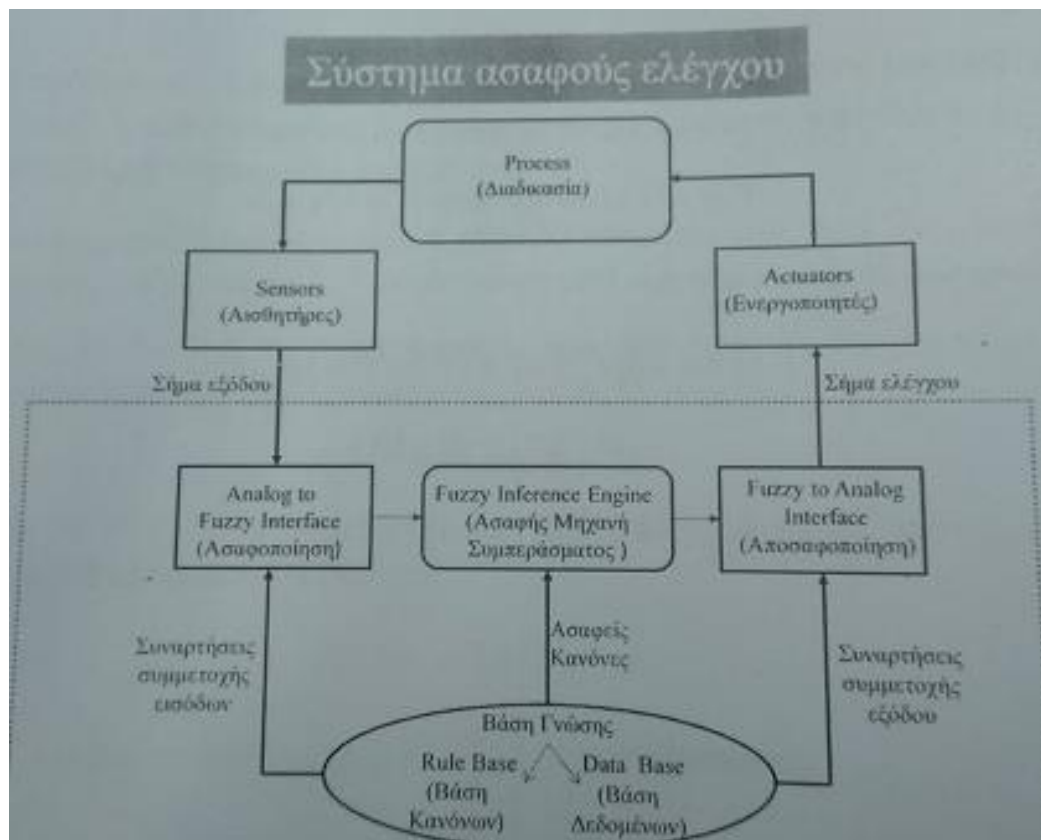 Σύστημα ασαφούς ελέγχου
Process
(Διαδικασία)
Sensors
(Αισθητήρες)
Actuators
(Ενεργοποιητές)
Σήμα εξόδου
Σήμα ελέγχου
Analog to
Fuzzy Interface
(Ασαφοποίηση)
Fuzzy Inference Engine
(Ασαφής Μηχανή
Συμπεράσματος )
Fuzzy to Analog
Interface
(Αποσαφοποίηση)
Συναρτήσεις
συμμετοχής
εισόδων
Ασαφείς
Κανόνες
Συναρτήσεις
συμμετοχής
εξόδου
Βάση Γνώσης
Rule Base
(Βάση
Κανόνων)
Data Base
(Βάση
Δεδομένων)